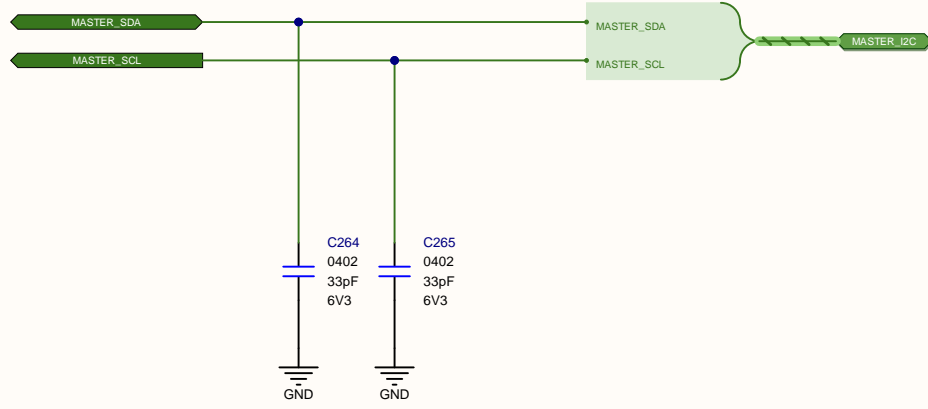 MASTER_SDA
MASTER_SCL
MASTER_SDA
MASTER_SCL
MASTER_I2C
C264
0402
33pF
6V3
C265
0402
33pF
6V3
GND
GND